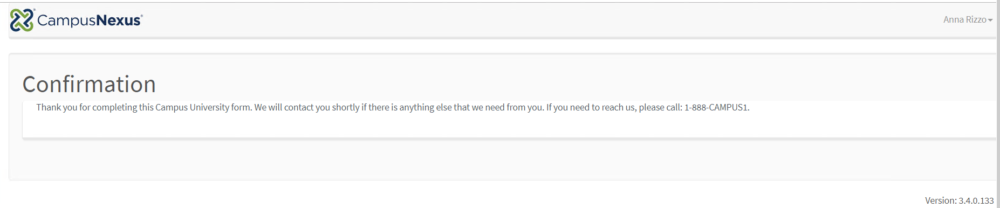 CampusNexus®
Anna Rizzo
Confirmation
Thank you for completing this Campus University form. We will contact you shortly if there is anything else that we need from you. If you need to reach us, please call: 1-888-CAMPUS1.
Version: 3.4.0.133